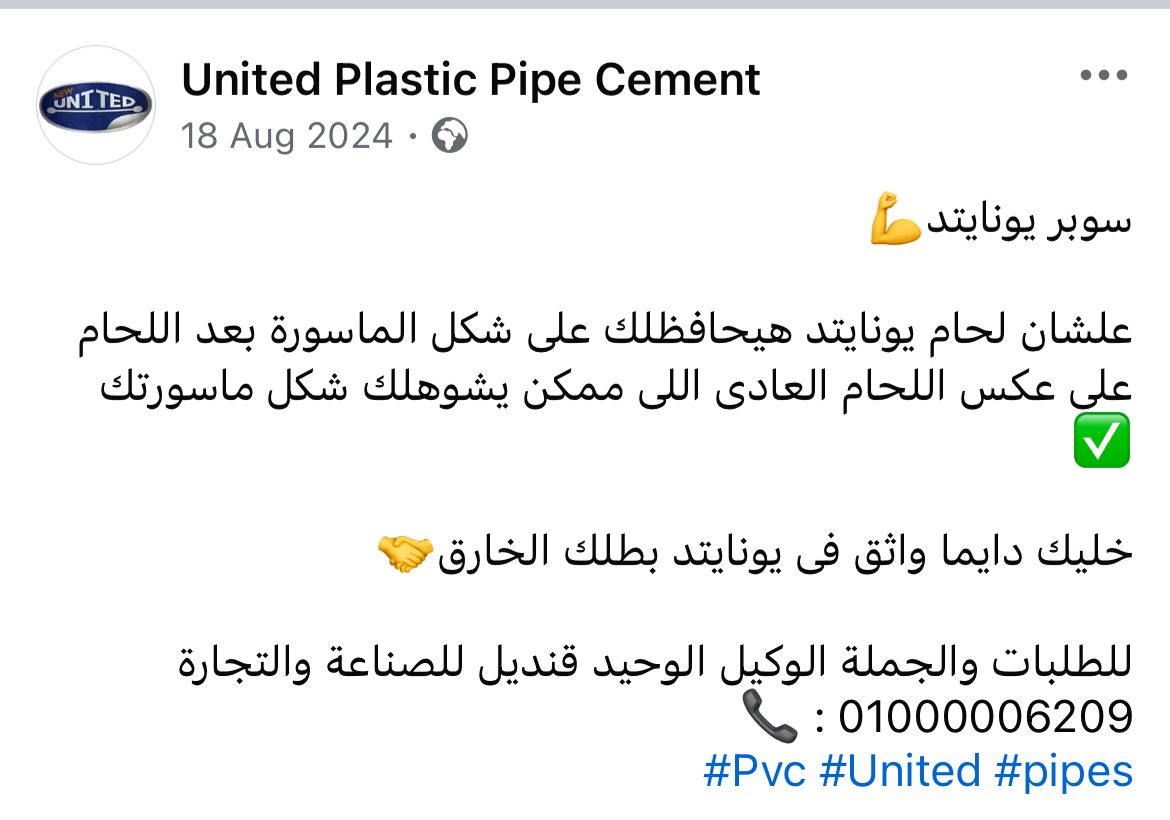 NEW
UNITED
United Plastic Pipe Cement
18 Aug 2024 ·
سوبر يونايتد💪
علشان لحام يونايتد هيحافظلك على شكل الماسورة بعد اللحام
على عكس اللحام العادى اللى ممكن يشوهلك شكل ماسورتك
✅
خليك دايما واثق فى يونايتد بطلك الخارق🤝
للطلبات والجملة الوكيل الوحيد قنديل للصناعة والتجارة
01000006209 : 📞
#Pvc #United #pipes